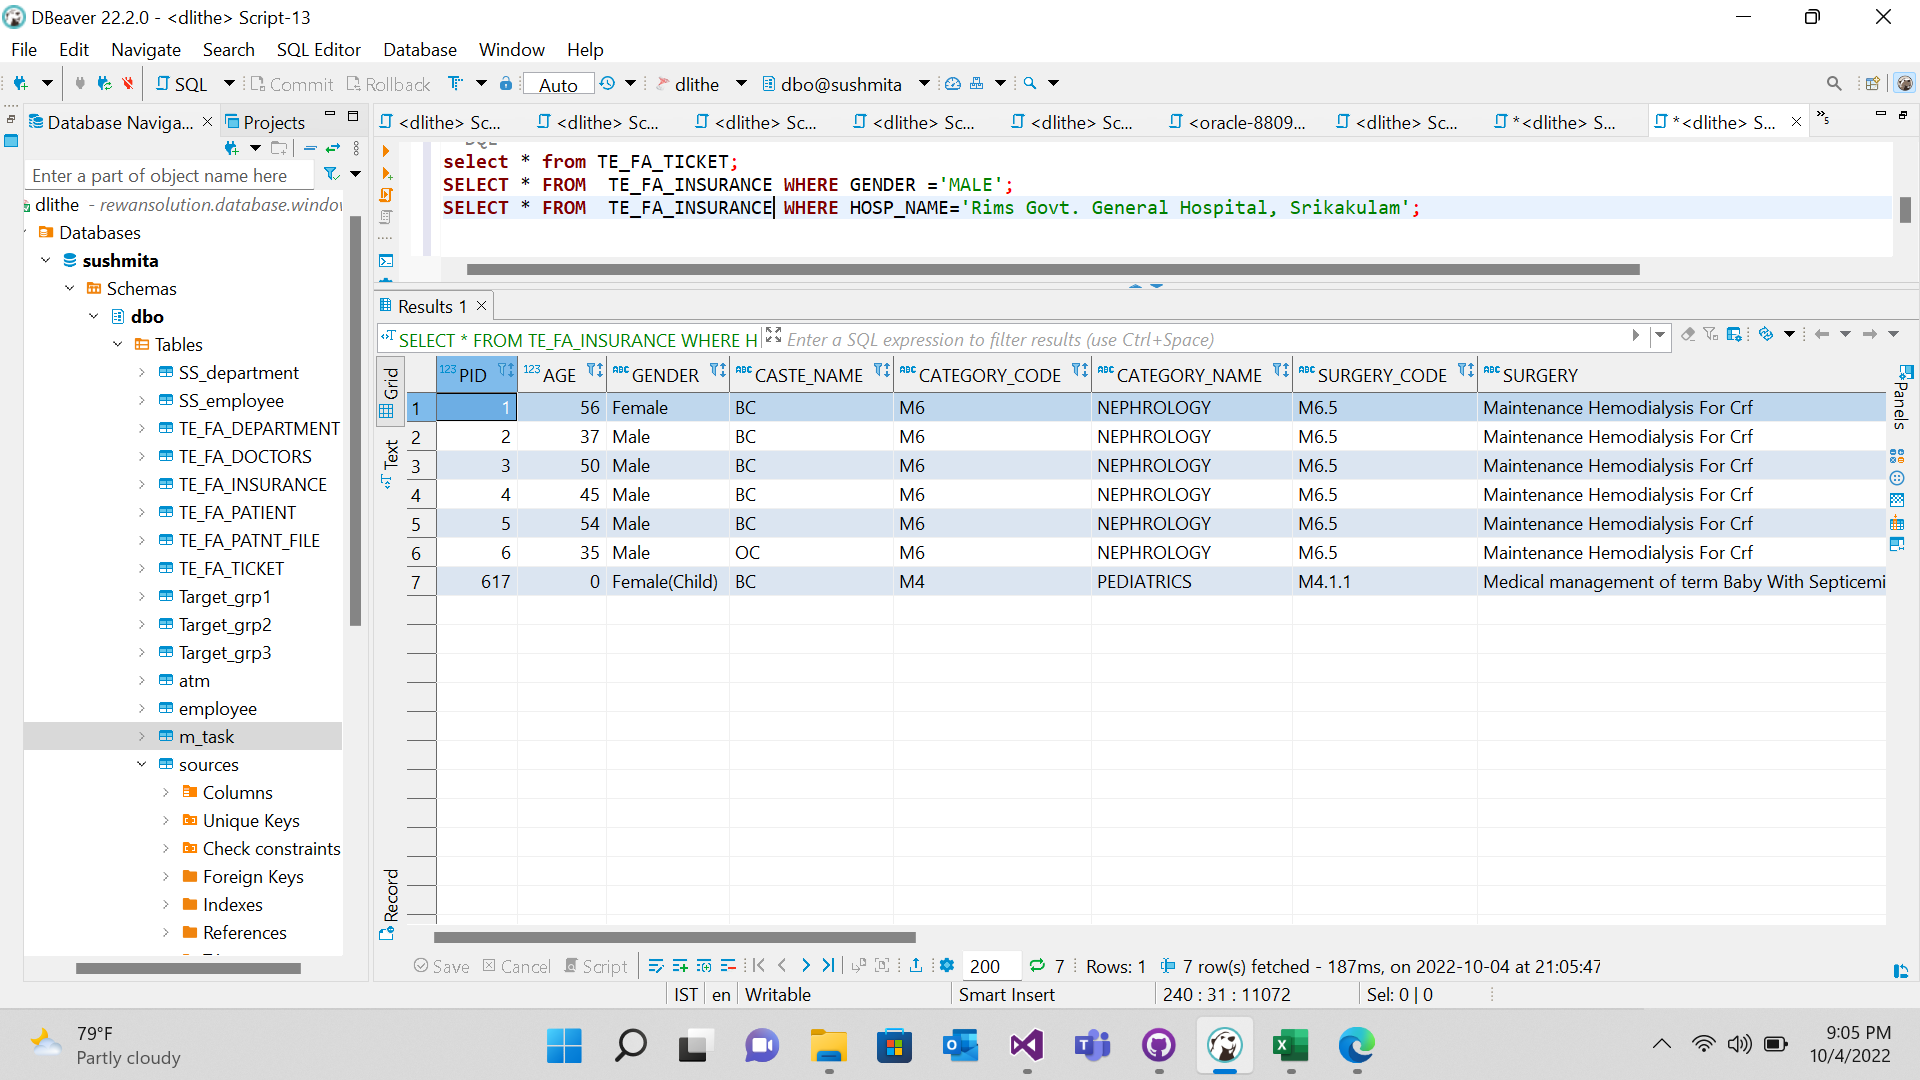 DBeaver 22.2.0 - <dlithe> Script-13
File Edit Navigate Search SQL Editor Database Window Help
SQL Commit Rollback Auto dlithe dbo@sushmita
Database Naviga... Projects
<dlithe> Sc... <dlithe> Sc... <dlithe> Sc... <dlithe> Sc... <dlithe> Sc... <oracle-8809... <dlithe> Sc... *<dlithe> S... *<dlithe> S... »5
Enter a part of object name here
dlithe - rewansolution.database.window
Databases
sushmita
Schemas
dbo
Tables
SS_department
SS_employee
TE_FA_DEPARTMENT
TE_FA_DOCTORS
TE_FA_INSURANCE
TE_FA_PATIENT
TE_FA_PATNT_FILE
TE_FA_TICKET
Target_grp1
Target_grp2
Target_grp3
atm
employee
m_task
sources
Columns
Unique Keys
Check constraints
Foreign Keys
Indexes
References
select * from TE_FA_TICKET;
SELECT * FROM  TE_FA_INSURANCE WHERE GENDER ='MALE';
SELECT * FROM  TE_FA_INSURANCE WHERE HOSP_NAME='Rims Govt. General Hospital, Srikakulam';
Results 1
SELECT * FROM TE_FA_INSURANCE WHERE H Enter a SQL expression to filter results (use Ctrl+Space)
Grid
Text
Record
Panels
123 PID 123 AGE ABC GENDER ABC CASTE_NAME ABC CATEGORY_CODE ABC CATEGORY_NAME ABC SURGERY_CODE ABC SURGERY
1 1 56 Female BC M6 NEPHROLOGY M6.5 Maintenance Hemodialysis For Crf
2 2 37 Male BC M6 NEPHROLOGY M6.5 Maintenance Hemodialysis For Crf
3 3 50 Male BC M6 NEPHROLOGY M6.5 Maintenance Hemodialysis For Crf
4 4 45 Male BC M6 NEPHROLOGY M6.5 Maintenance Hemodialysis For Crf
5 5 54 Male BC M6 NEPHROLOGY M6.5 Maintenance Hemodialysis For Crf
6 6 35 Male OC M6 NEPHROLOGY M6.5 Maintenance Hemodialysis For Crf
7 617 0 Female(Child) BC M4 PEDIATRICS M4.1.1 Medical management of term Baby With Septicemi
Save Cancel Script 200 7 Rows: 1 7 row(s) fetched - 187ms, on 2022-10-04 at 21:05:47
IST en Writable Smart Insert 240 : 31 : 11072 Sel: 0 | 0
79°F
Partly cloudy
9:05 PM
10/4/2022